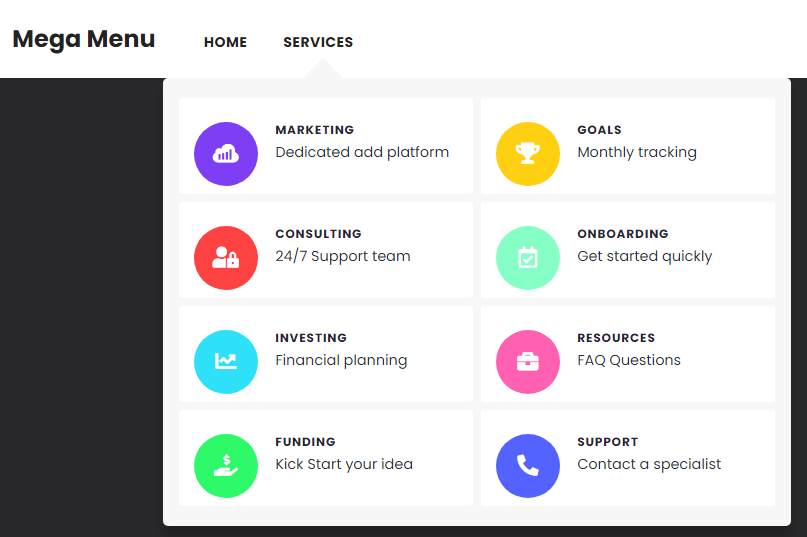 Mega Menu
HOME
SERVICES
MARKETING
Dedicated add platform
GOALS
Monthly tracking
CONSULTING
24/7 Support team
ONBOARDING
Get started quickly
INVESTING
Financial planning
RESOURCES
FAQ Questions
FUNDING
Kick Start your idea
SUPPORT
Contact a specialist